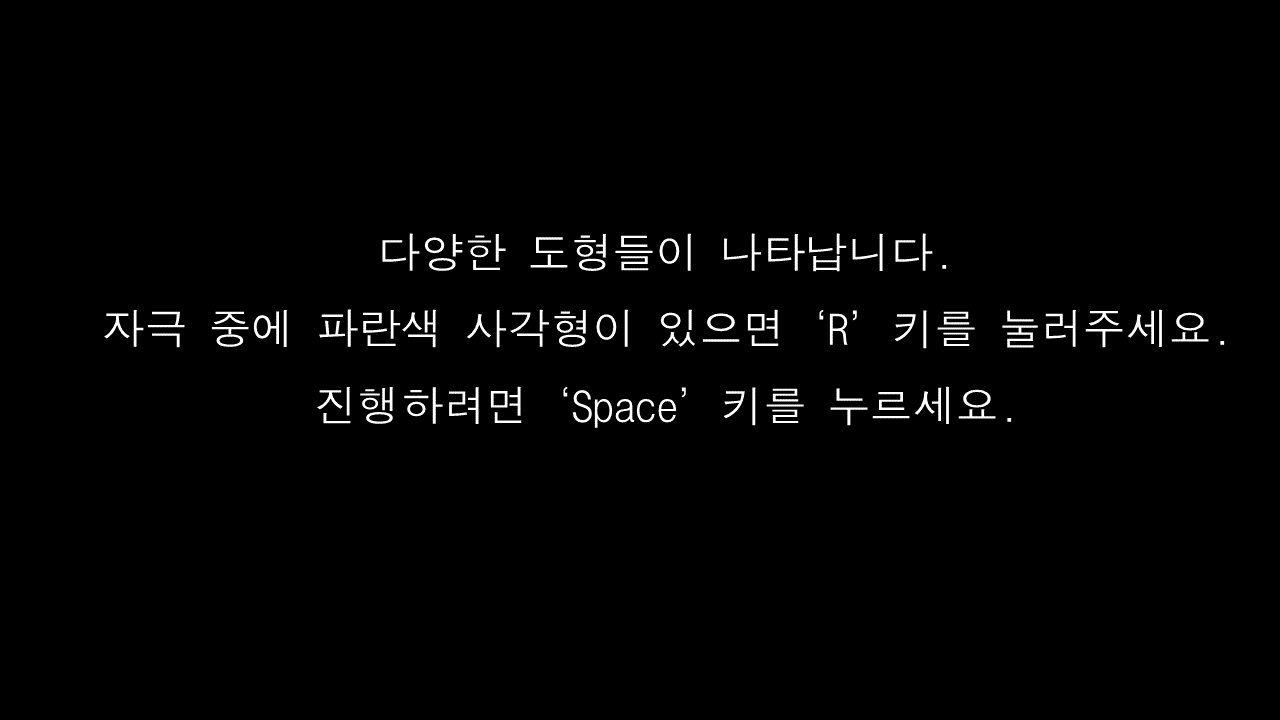 다양한 도형들이 나타납니다.
자극 중에 파란색 사각형이 있으면 ‘R’ 키를 눌러주세요.
진행하려면 ‘Space’ 키를 누르세요.